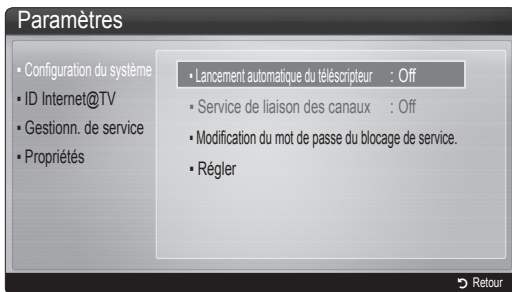 Paramètres
▪ Configuration du système
▪ ID Internet@TV
▪ Gestionn. de service
▪ Propriétés
▪ Lancement automatique du téléscripteur : Off
▪ Service de liaison des canaux : Off
▪ Modification du mot de passe du blocage de service.
▪ Régler
Retour